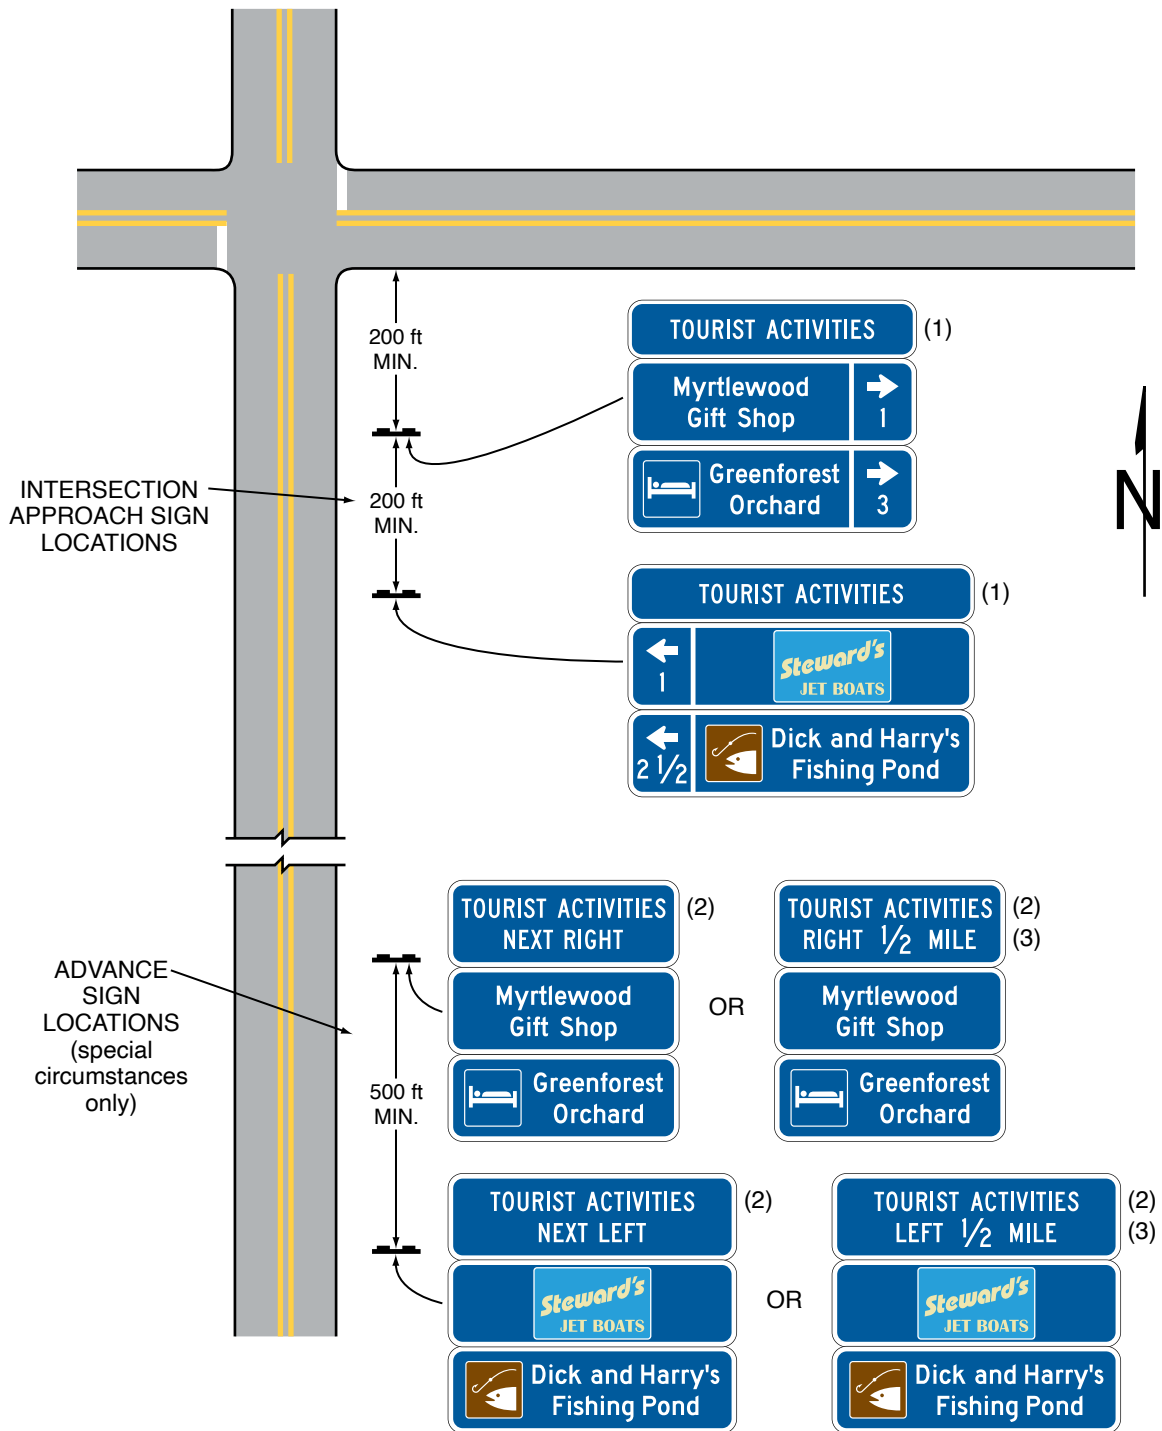 200 ft
MIN.
TOURIST ACTIVITIES
(1)
Myrtlewood
Gift Shop
1
Greenforest
Orchard
3
N
INTERSECTION
APPROACH SIGN
LOCATIONS
200 ft
MIN.
TOURIST ACTIVITIES
(1)
1
Steward's
JET BOATS
2 1/2
Dick and Harry's
Fishing Pond
ADVANCE
SIGN
LOCATIONS
(special
circumstances
only)
500 ft
MIN.
TOURIST ACTIVITIES
NEXT RIGHT
(2)
Myrtlewood
Gift Shop
Greenforest
Orchard
OR
TOURIST ACTIVITIES
RIGHT 1/2 MILE
(2)
(3)
Myrtlewood
Gift Shop
Greenforest
Orchard
TOURIST ACTIVITIES
NEXT LEFT
(2)
Steward's
JET BOATS
Dick and Harry's
Fishing Pond
OR
TOURIST ACTIVITIES
LEFT 1/2 MILE
(2)
(3)
Steward's
JET BOATS
Dick and Harry's
Fishing Pond